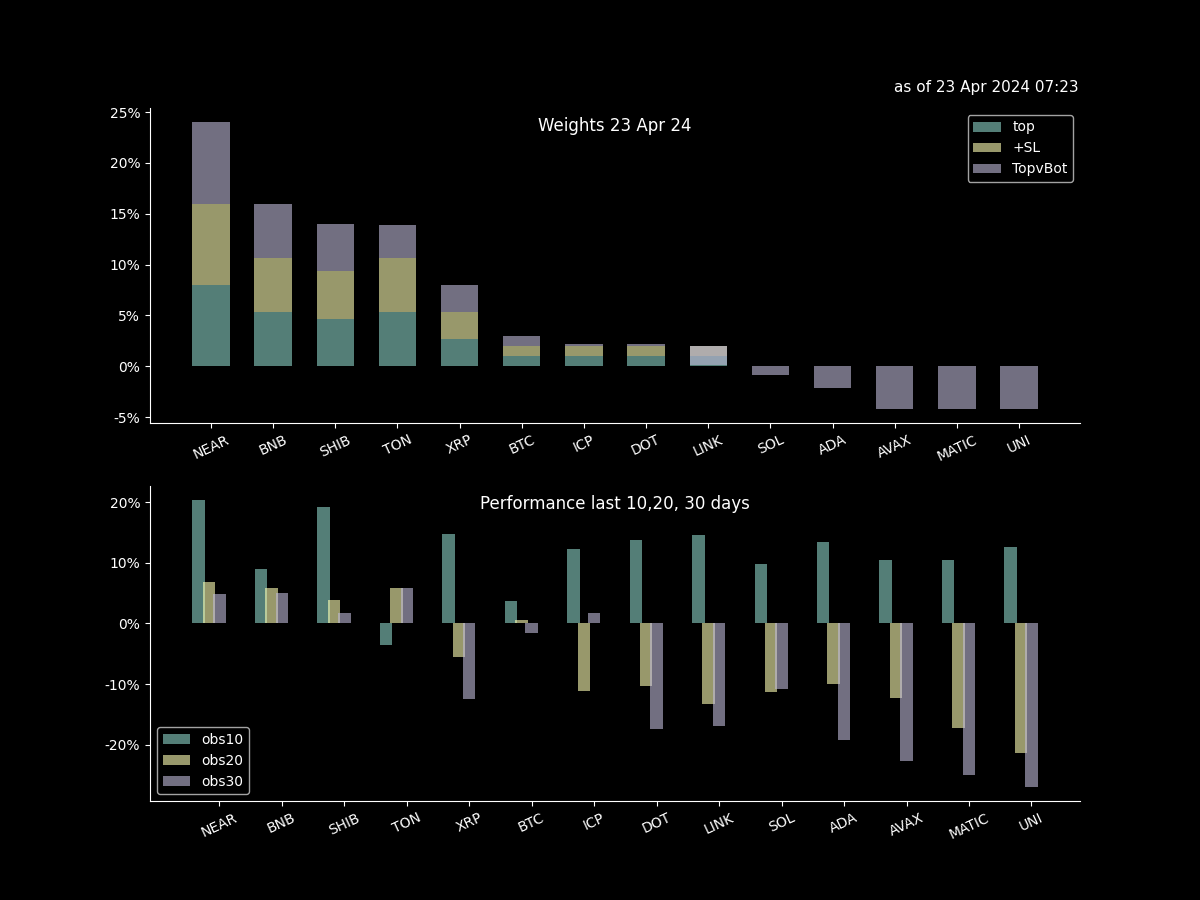 as of 23 Apr 2024 07:23
Weights 23 Apr 24
25%
20%
15%
10%
5%
0%
-5%
top
+SL
TopvBot
NEAR BNB SHIB TON XRP BTC ICP DOT LINK SOL ADA AVAX MATIC UNI
Performance last 10,20, 30 days
20%
10%
0%
-10%
-20%
obs10
obs20
obs30
NEAR BNB SHIB TON XRP BTC ICP DOT LINK SOL ADA AVAX MATIC UNI